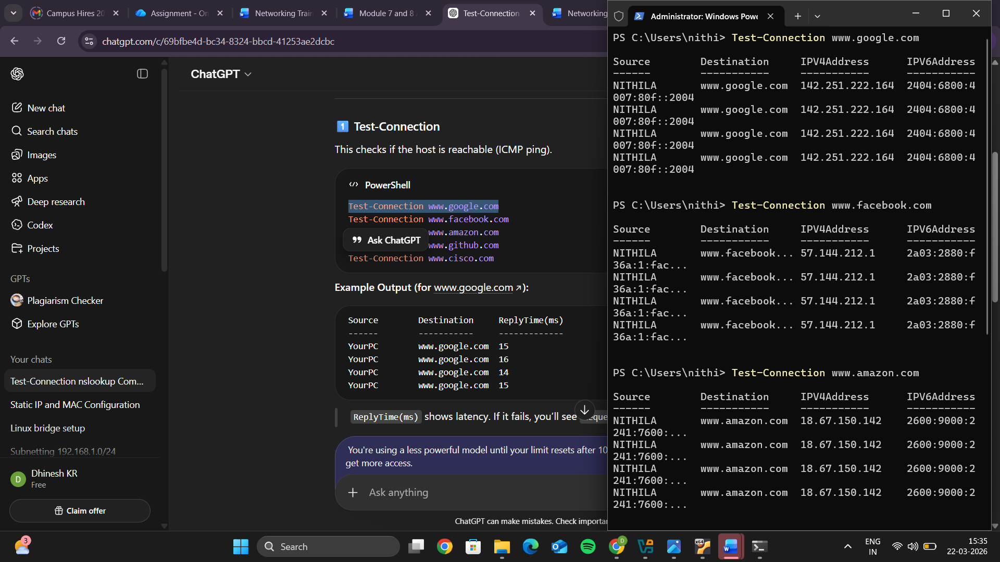 Campus Hires 20
Assignment - On
Networking Train
Module 7 and 8 A
Test-Connection
Networking
chatgpt.com/c/69bfbe4d-bc34-8324-bbcd-41253ae2dcbc
New chat
Search chats
Images
Apps
Deep research
Codex
Projects
GPTs
Plagiarism Checker
Explore GPTs
Your chats
Test-Connection nslookup Com...
Static IP and MAC Configuration
Linux bridge setup
Subnetting 192.168.1.0/24
D
Dhinesh KR
Free
Claim offer
ChatGPT
1 Test-Connection
This checks if the host is reachable (ICMP ping).
PowerShell
Test-Connection www.google.com
Test-Connection www.facebook.com
www.amazon.com
www.github.com
Ask ChatGPT
Test-Connection www.cisco.com
Example Output (for www.google.com↗):
Source Destination ReplyTime(ms)
------ ----------- -------------
YourPC www.google.com 15
YourPC www.google.com 16
YourPC www.google.com 14
YourPC www.google.com 15
ReplyTime(ms) shows latency. If it fails, you'll see
You're using a less powerful model until your limit resets after 10
get more access.
Ask anything
ChatGPT can make mistakes. Check importan
Administrator: Windows Powe
PS C:\Users\nithi> Test-Connection www.google.com
Source Destination IPV4Address IPV6Address
------ ----------- ----------- -----------
NITHILA www.google.com 142.251.222.164 2404:6800:4
007:80f::2004
NITHILA www.google.com 142.251.222.164 2404:6800:4
007:80f::2004
NITHILA www.google.com 142.251.222.164 2404:6800:4
007:80f::2004
NITHILA www.google.com 142.251.222.164 2404:6800:4
007:80f::2004
PS C:\Users\nithi> Test-Connection www.facebook.com
Source Destination IPV4Address IPV6Address
------ ----------- ----------- -----------
NITHILA www.facebook... 57.144.212.1 2a03:2880:f
36a:1:fac...
NITHILA www.facebook... 57.144.212.1 2a03:2880:f
36a:1:fac...
NITHILA www.facebook... 57.144.212.1 2a03:2880:f
36a:1:fac...
NITHILA www.facebook... 57.144.212.1 2a03:2880:f
36a:1:fac...
PS C:\Users\nithi> Test-Connection www.amazon.com
Source Destination IPV4Address IPV6Address
------ ----------- ----------- -----------
NITHILA www.amazon.com 18.67.150.142 2600:9000:2
241:7600:...
NITHILA www.amazon.com 18.67.150.142 2600:9000:2
241:7600:...
NITHILA www.amazon.com 18.67.150.142 2600:9000:2
241:7600:...
NITHILA www.amazon.com 18.67.150.142 2600:9000:2
241:7600:...
3
Search
D
X64
ENG
IN
15:35
22-03-2026